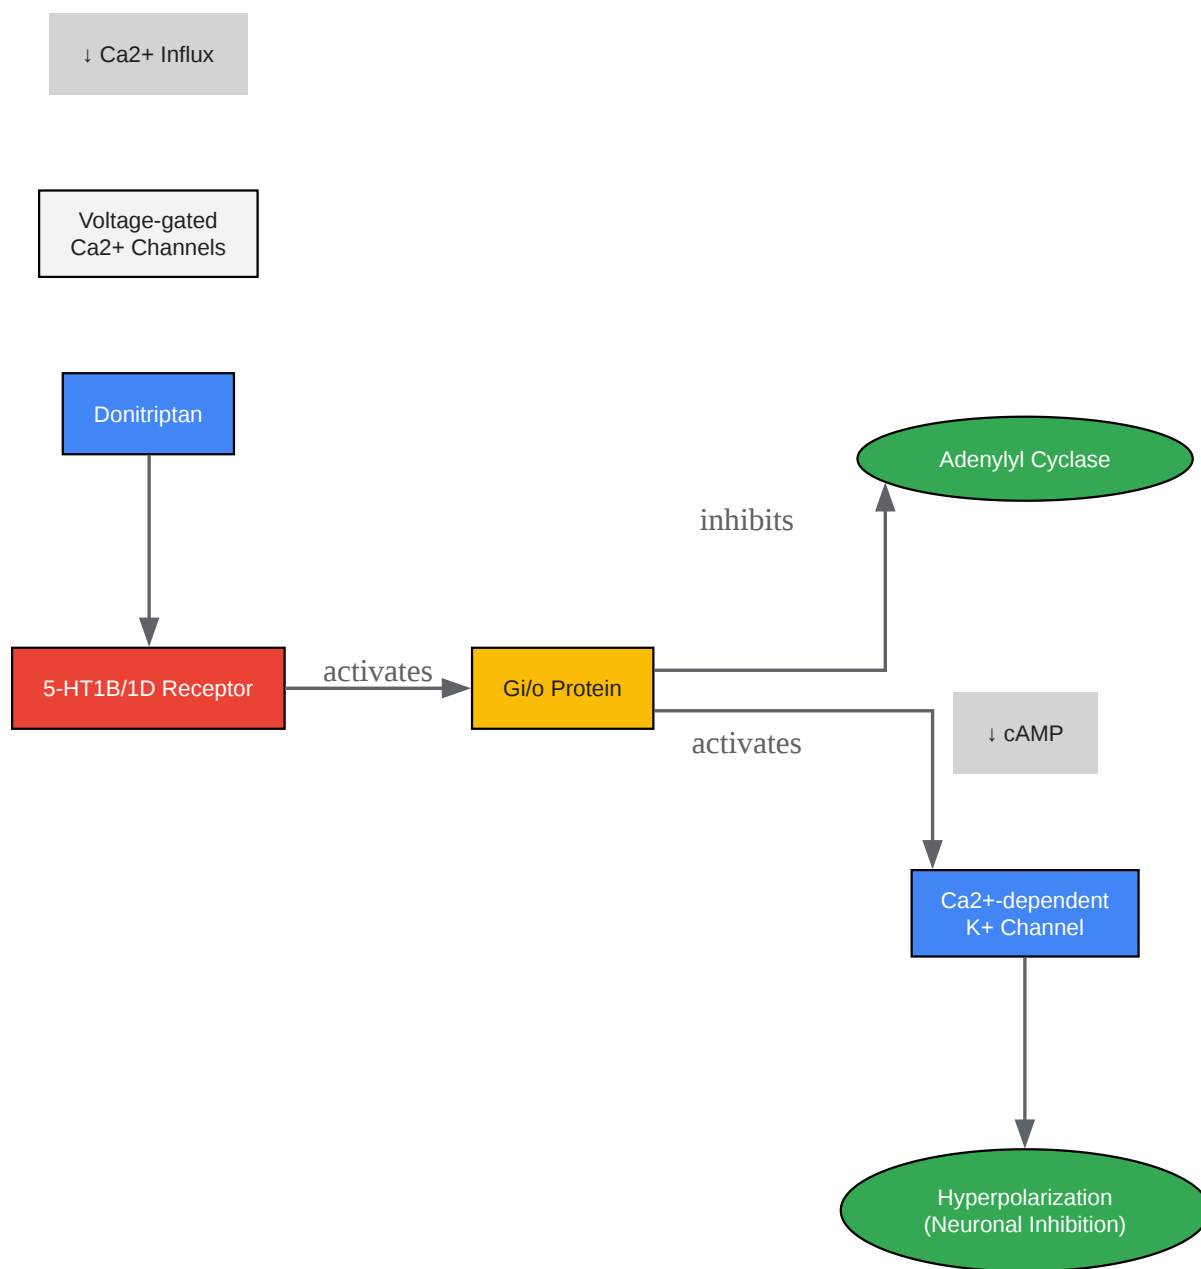 ↓ Ca2+ Influx
Voltage-gated
Ca2+ Channels
Donitriptan
Adenylyl Cyclase
inhibits
5-HT1B/1D Receptor
activates
Gi/o Protein
activates
↓ cAMP
Ca2+-dependent
K+ Channel
Hyperpolarization
(Neuronal Inhibition)